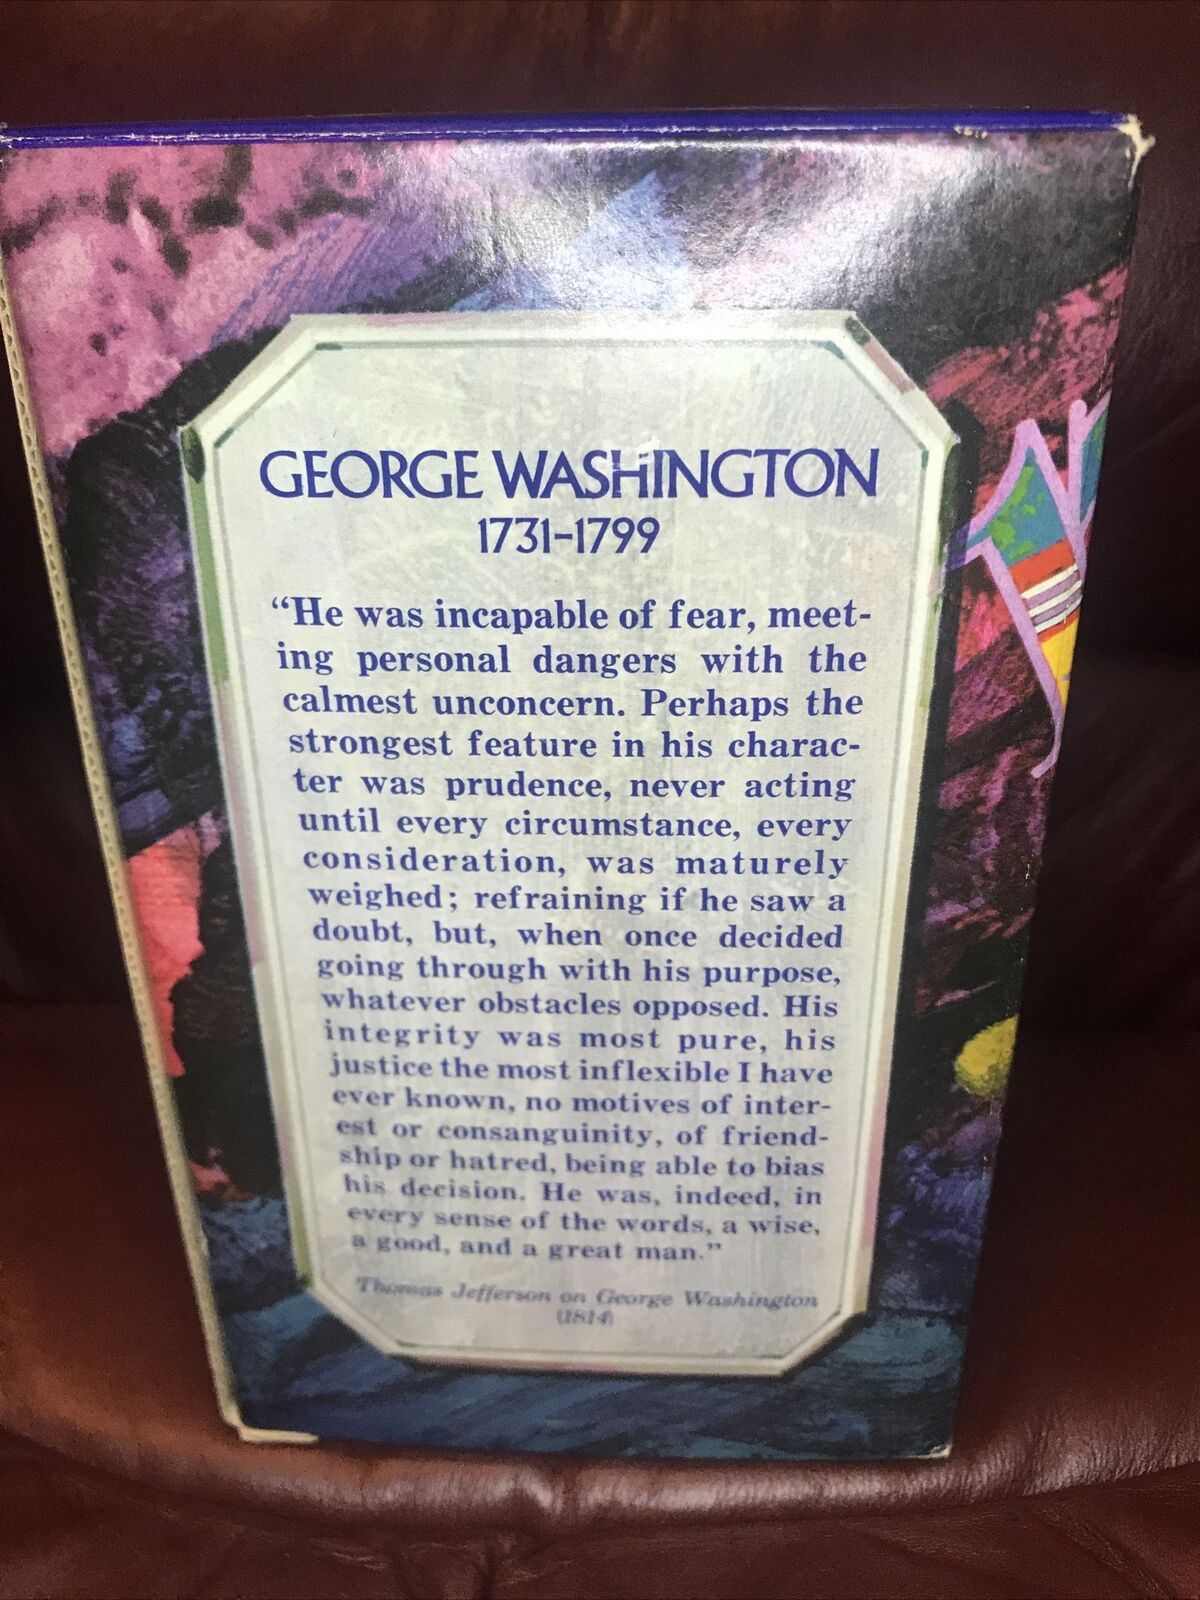 GEORGE WASHINGTON
1731-1799
“He was incapable of fear, meet-
ing personal dangers with the
calmest unconcern. Perhaps the
strongest feature in his charac-
ter was prudence, never acting
until every circumstance, every
consideration, was maturely
weighed; refraining if he saw a
doubt, but, when once decided
going through with his purpose,
whatever obstacles opposed. His
integrity was most pure, his
justice the most inflexible I have
ever known, no motives of inter-
est or consanguinity, of friend-
ship or hatred, being able to bias
his decision. He was, indeed, in
every sense of the words, a wise,
a good, and a great man.”
Thomas Jefferson on George Washington
(1814)